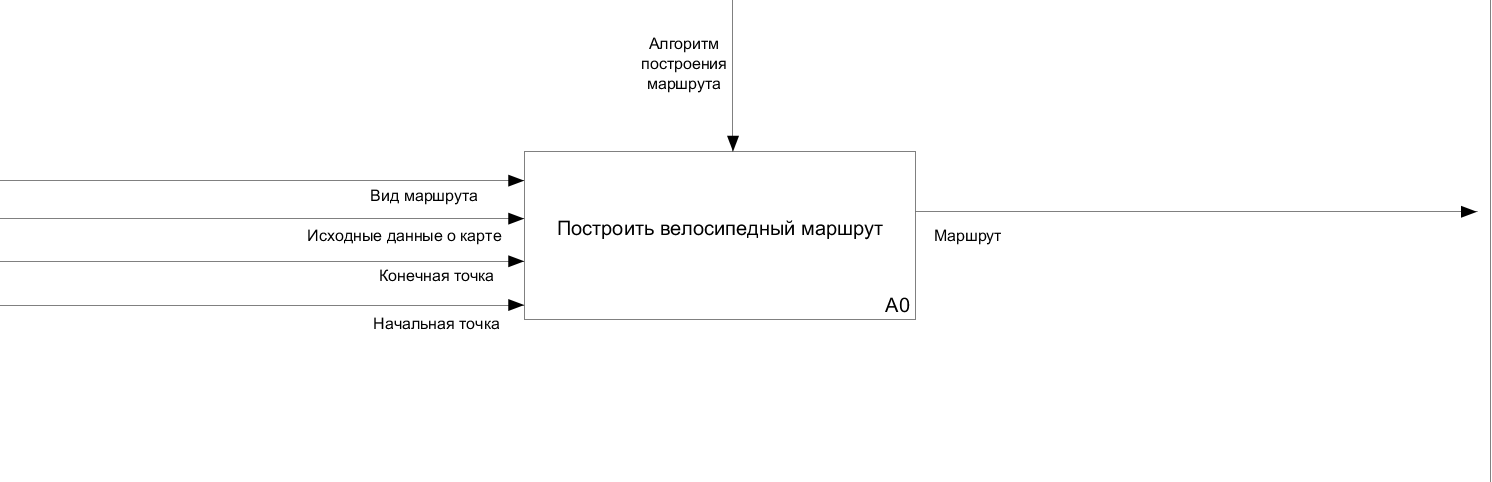 Алгоритм
построения
маршрута
Вид маршрута
Исходные данные о карте
Конечная точка
Начальная точка
Построить велосипедный маршрут
A0
Маршрут